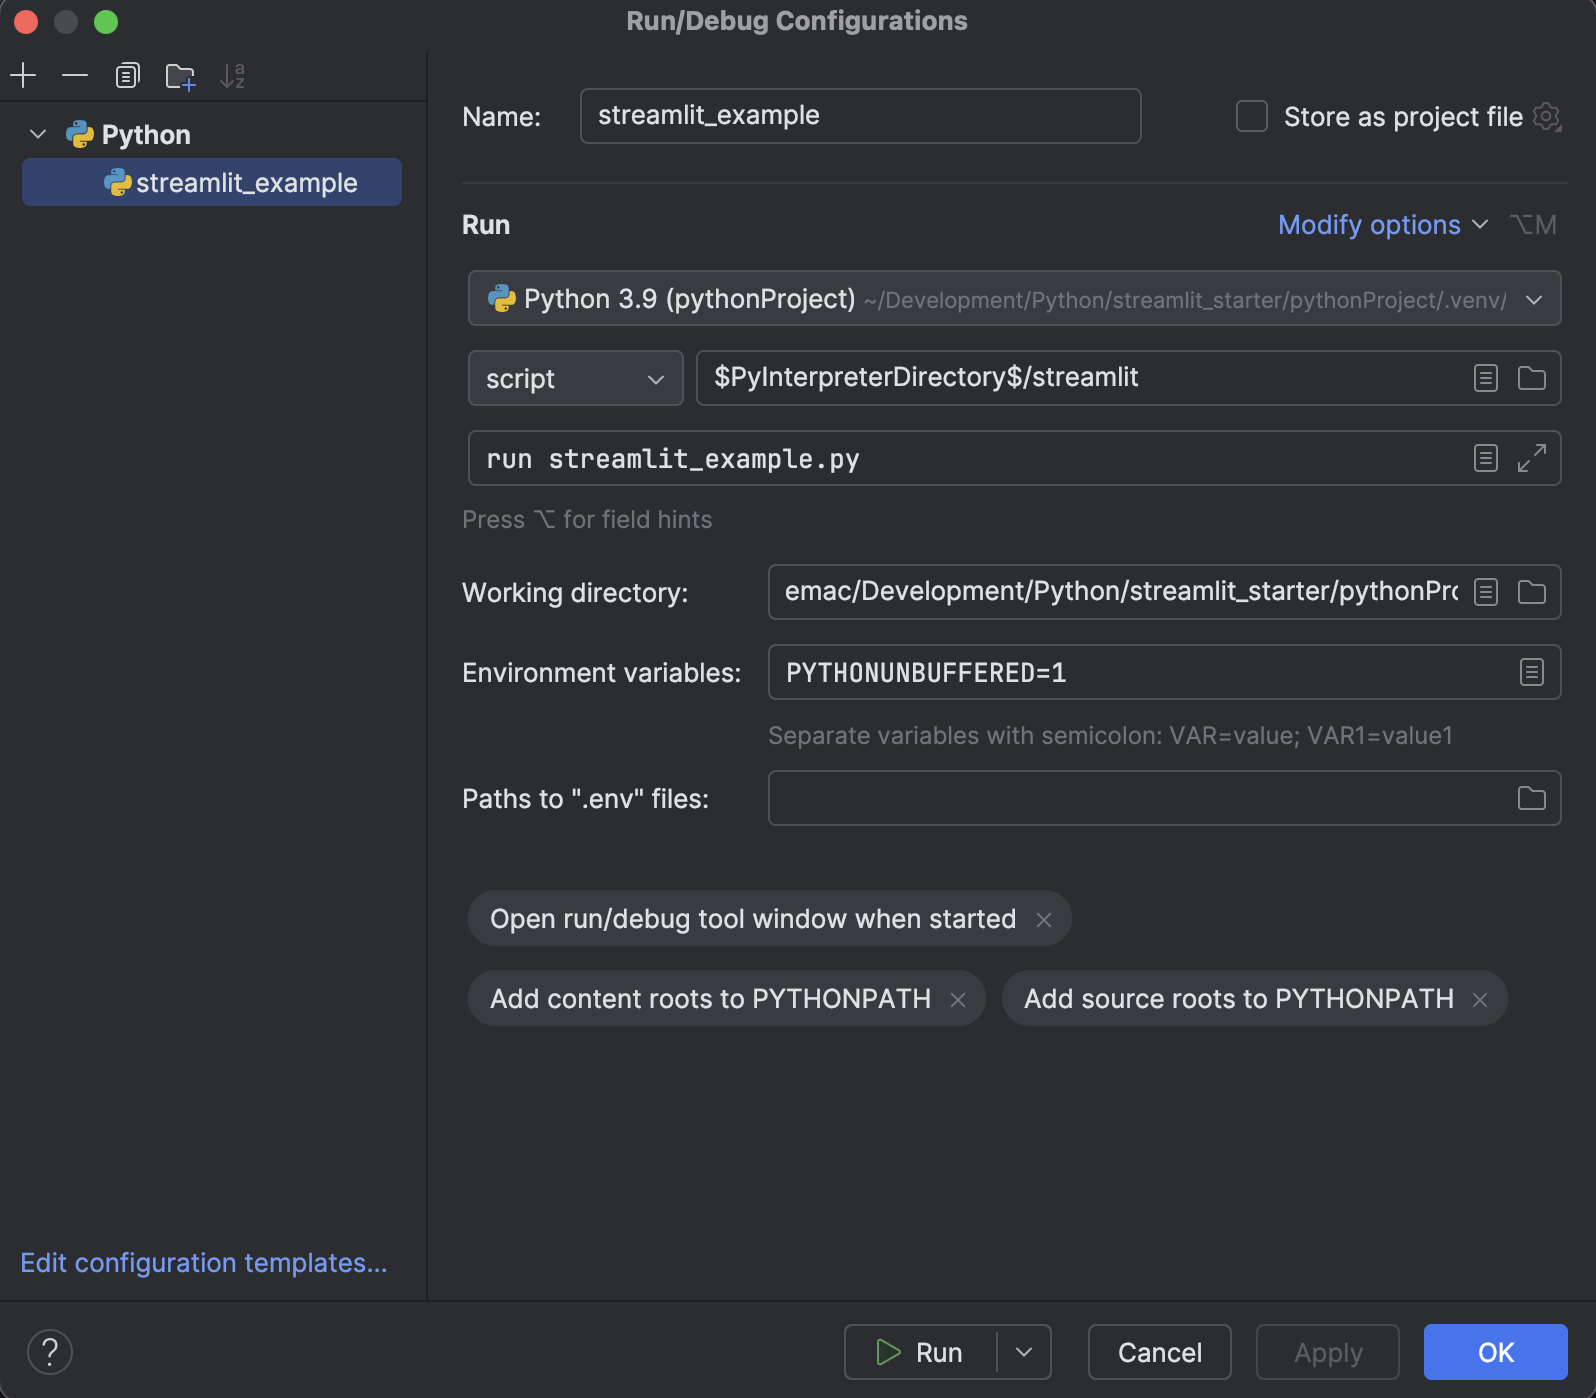 Run/Debug Configurations
Python
streamlit_example
Edit configuration templates...
Name:
streamlit_example
Store as project file
Run
Modify options ⌥M
Python 3.9 (pythonProject) ~/Development/Python/streamlit_starter/pythonProject/.venv/
script
$PyInterpreterDirectory$/streamlit
run streamlit_example.py
Press ⌥ for field hints
Working directory:
emac/Development/Python/streamlit_starter/pythonPro
Environment variables:
PYTHONUNBUFFERED=1
Separate variables with semicolon: VAR=value; VAR1=value1
Paths to ".env" files:
Open run/debug tool window when started
Add content roots to PYTHONPATH
Add source roots to PYTHONPATH
?
Run
Cancel
Apply
OK